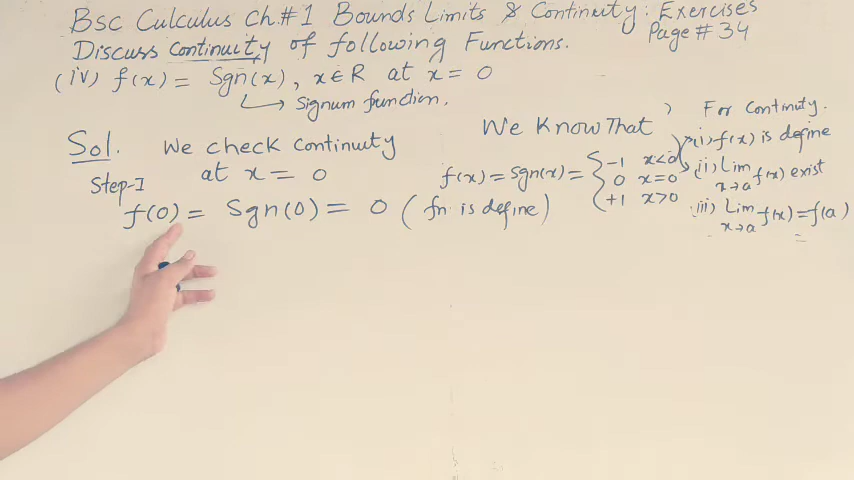 Bsc Calculus Ch.#1 Bounds Limits & Continuity. Exercises
Page # 34
Discuss Continuity of following Functions.
(iv) f(x) = Sgn(x), x∈R at x = 0
→ Signum function.
Sol. We check continuity
at x = 0
Step-I
f(0) = Sgn(0) = 0 (fn is define)
We Know That
f(x) = sgn(x) = { -1 x<0
0 x=0
+1 x>0
For Continuty.
(i) f(x) is define
(ii) Lim x→a f(x) exist
(iii) Lim x→a f(x) = f(a)